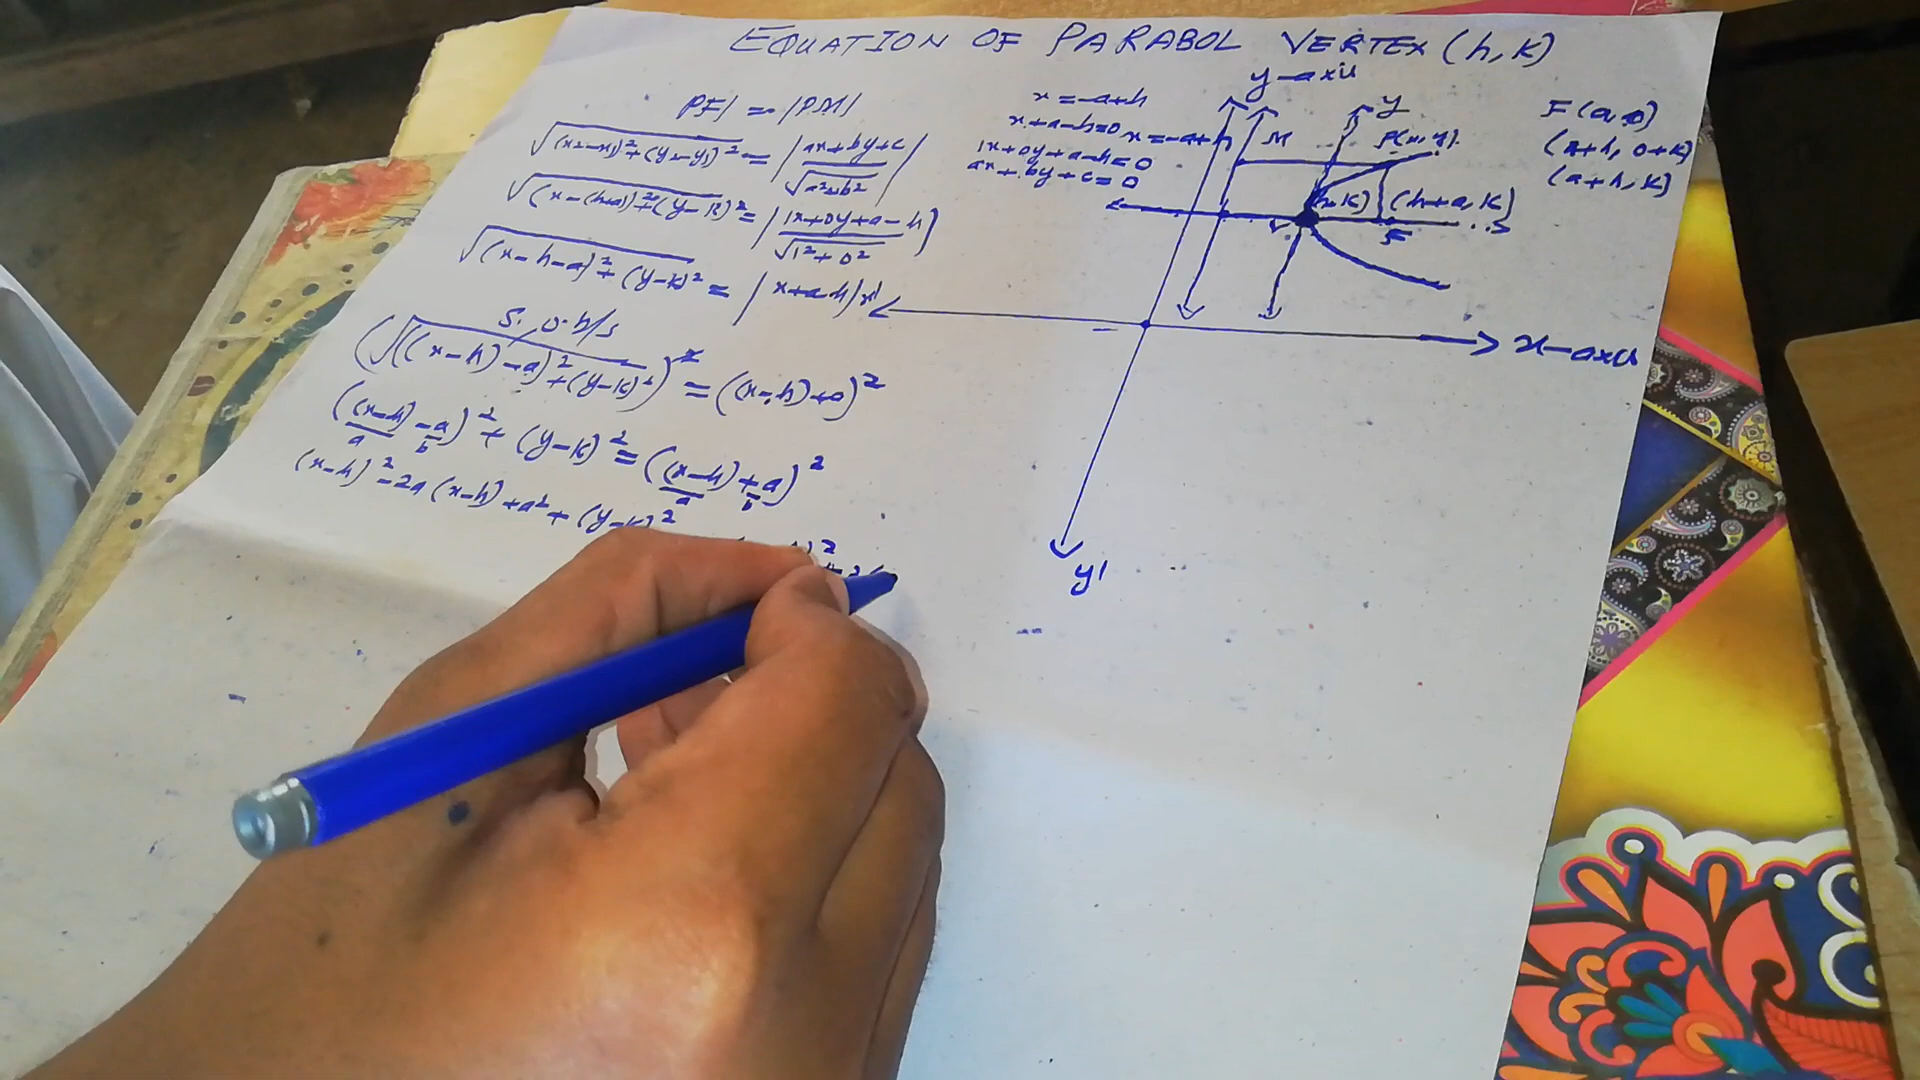 EQUATION OF PARABOL VERTEX (h, k)
PF| = |PM|
√(x₂-x₁)²+(y₂-y₁)² = |ax+by+c / √a²+b²|
√(x-(h+a))²+(y-k)² = |1x+0y+a-h / √1²+0²|
√(x-h-a)²+(y-k)² = |x+a-h|
S. O. b/s
(√((x-h)-a)²+(y-k)²)² = ((x-h)+a)²
((x-h)-a)²+(y-k)² = ((x-h)+a)²
a b a b
(x-h)²-2a(x-h)+a²+(y-k)²
x=-a+h
x+a-h=0
1x+0y+a-h=0
ax+by+c=0
y-axis
x=-a+h
M
y
P(x,y)
(h,k)
(h+a,k)
V
F
x'
x-axis
y'
F(a,0)
(a+h, 0+k)
(a+h, k)